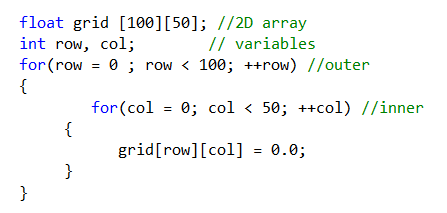 float grid [100][50]; //2D array
int row, col;        // variables
for(row = 0 ; row < 100; ++row) //outer
{
        for(col = 0; col < 50; ++col) //inner
     {
           grid[row][col] = 0.0;
     }
}